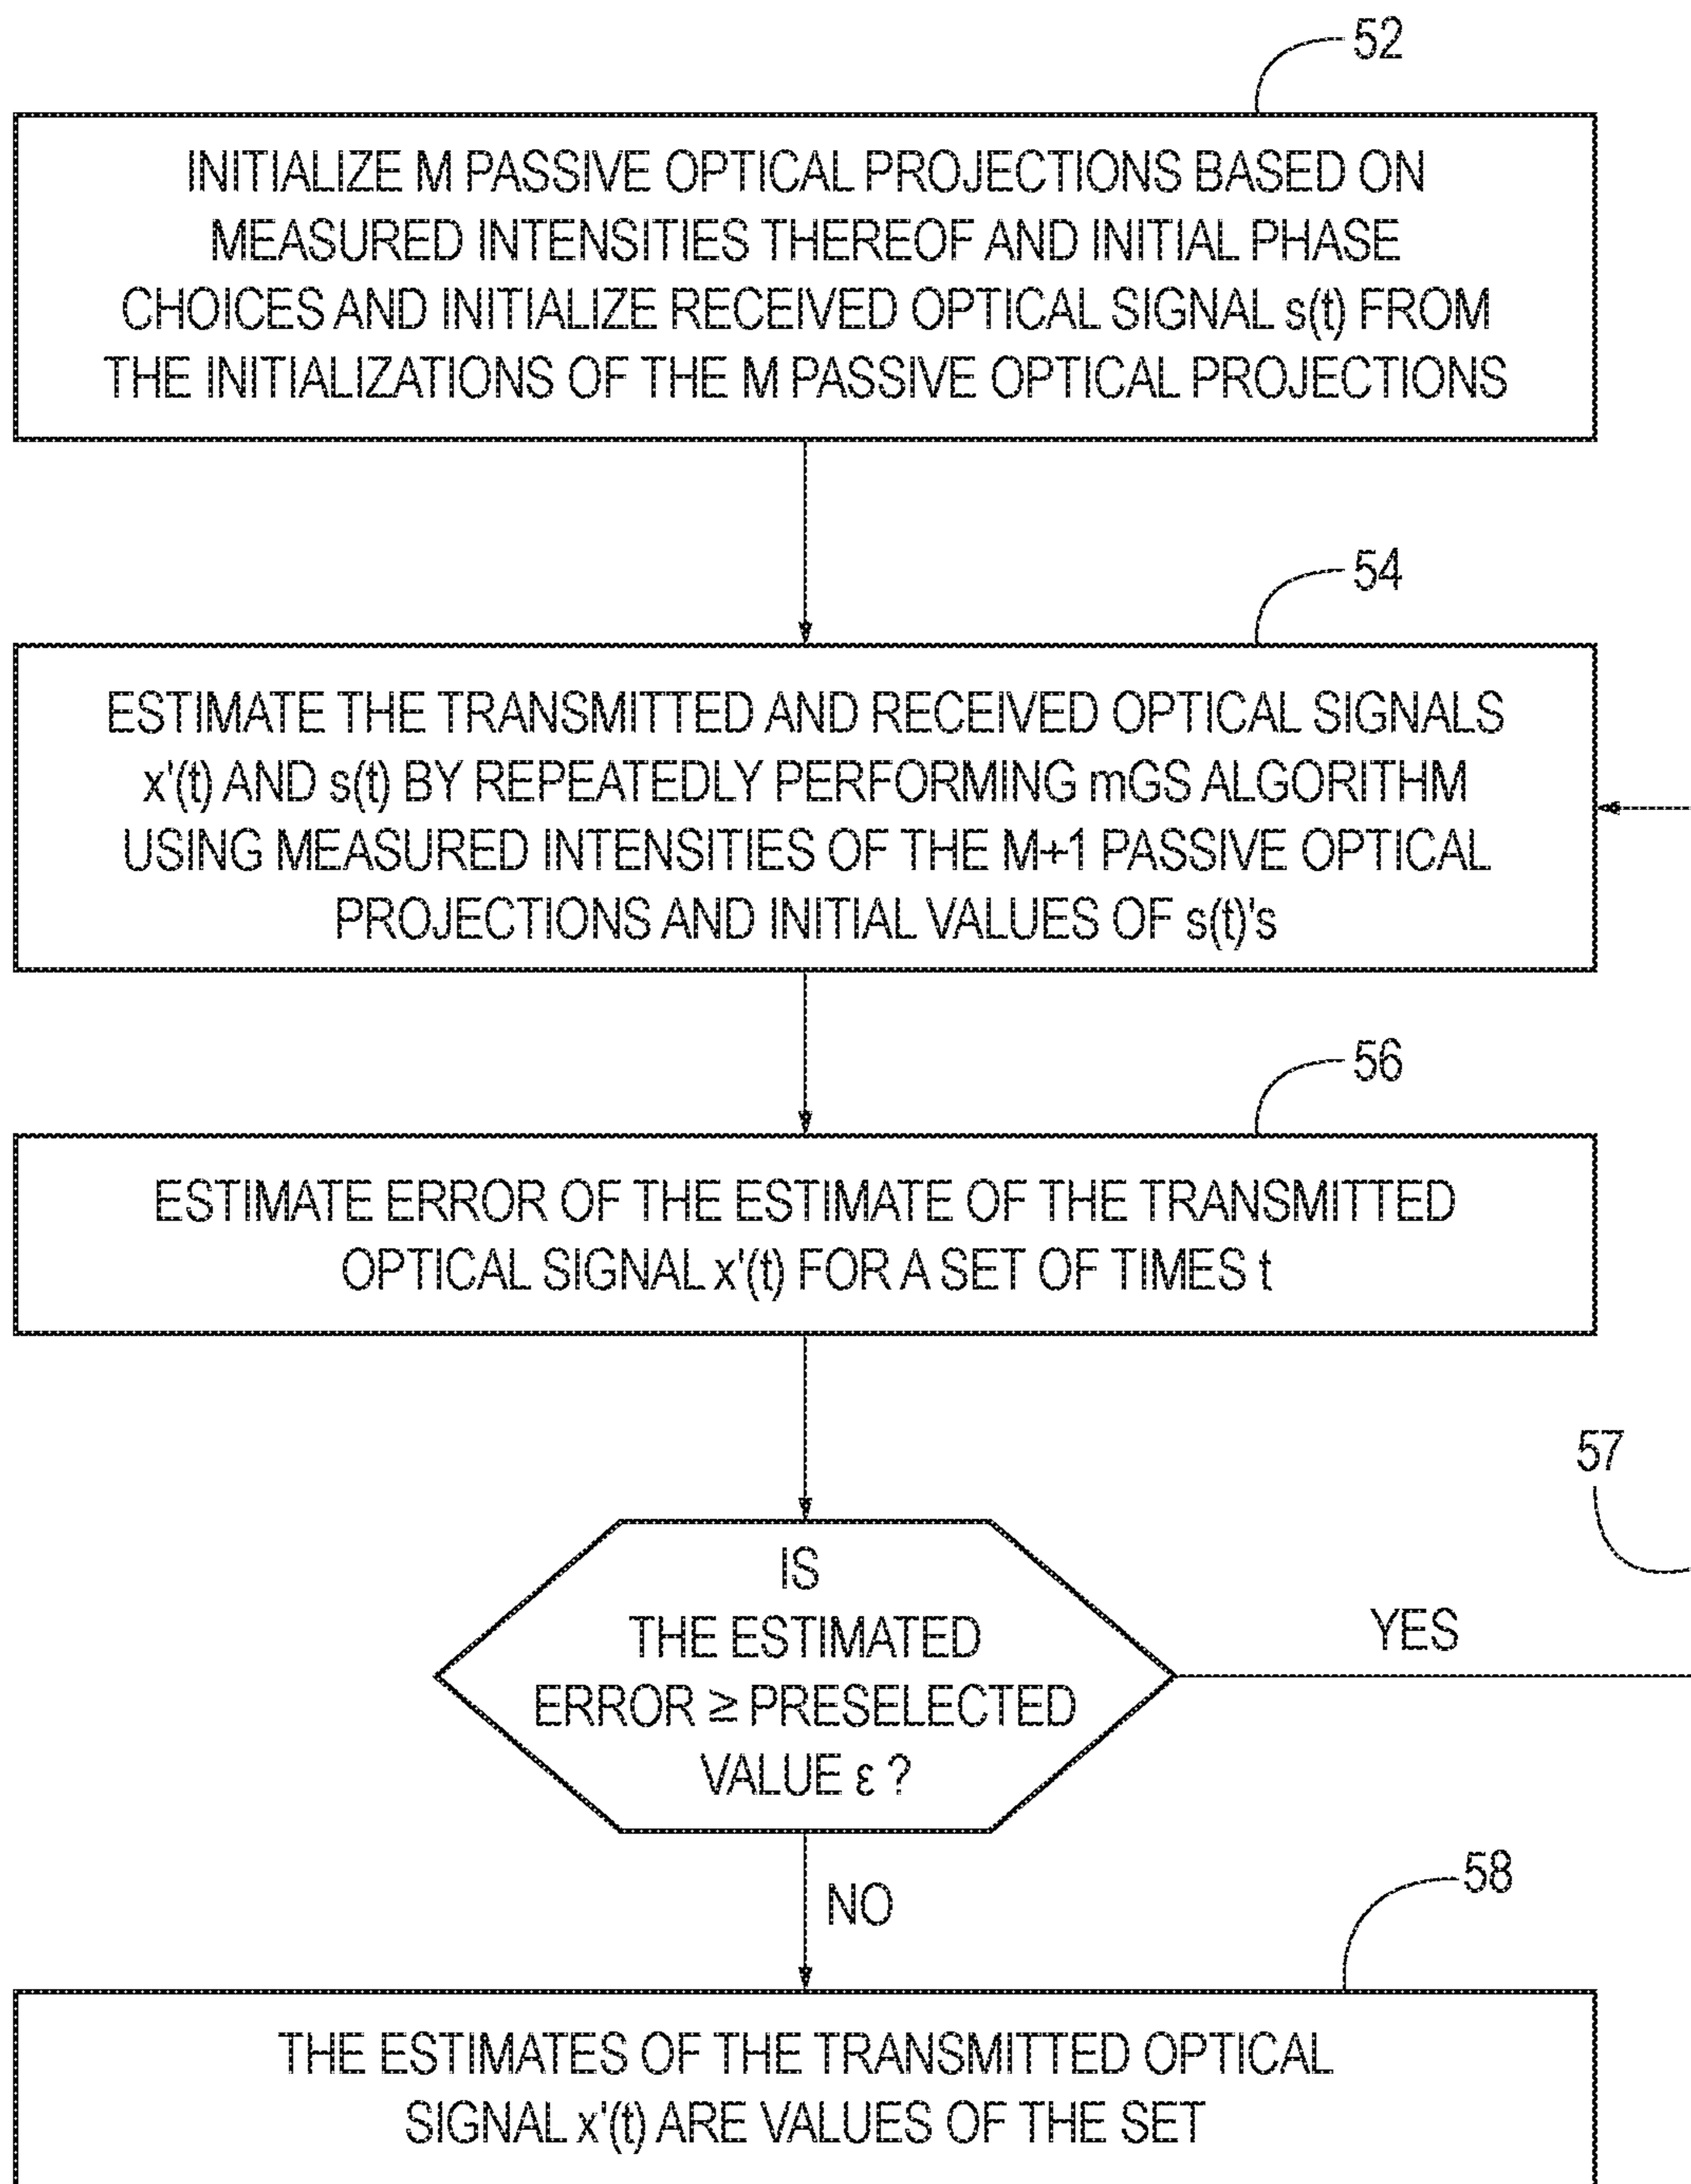 52
INITIALIZE M PASSIVE OPTICAL PROJECTIONS BASED ON
MEASURED INTENSITIES THEREOF AND INITIAL PHASE
CHOICES AND INITIALIZE RECEIVED OPTICAL SIGNAL s(t) FROM
THE INITIALIZATIONS OF THE M PASSIVE OPTICAL PROJECTIONS
54
ESTIMATE THE TRANSMITTED AND RECEIVED OPTICAL SIGNALS
x'(t) AND s(t) BY REPEATEDLY PERFORMING mGS ALGORITHM
USING MEASURED INTENSITIES OF THE M+1 PASSIVE OPTICAL
PROJECTIONS AND INITIAL VALUES OF s(t)'s
56
ESTIMATE ERROR OF THE ESTIMATE OF THE TRANSMITTED
OPTICAL SIGNAL x'(t) FOR A SET OF TIMES t
57
IS
THE ESTIMATED
ERROR ≥ PRESELECTED
VALUE ε ?
YES
NO
58
THE ESTIMATES OF THE TRANSMITTED OPTICAL
SIGNAL x'(t) ARE VALUES OF THE SET